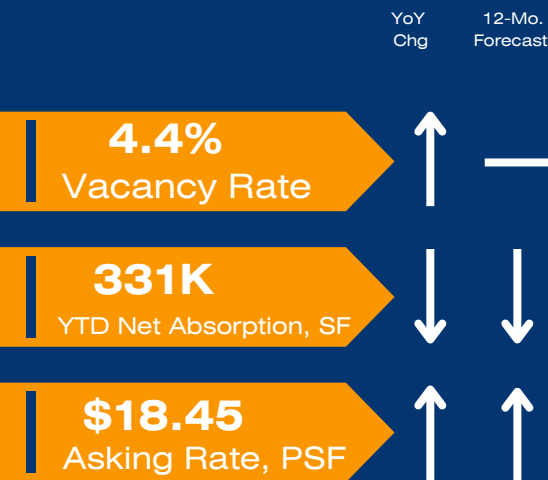 YoY 12-Mo.
Chg Forecast
4.4%
Vacancy Rate
331K
YTD Net Absorption, SF
$18.45
Asking Rate, PSF